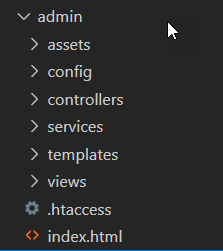 admin
assets
config
controllers
services
templates
views
.htaccess
index.html